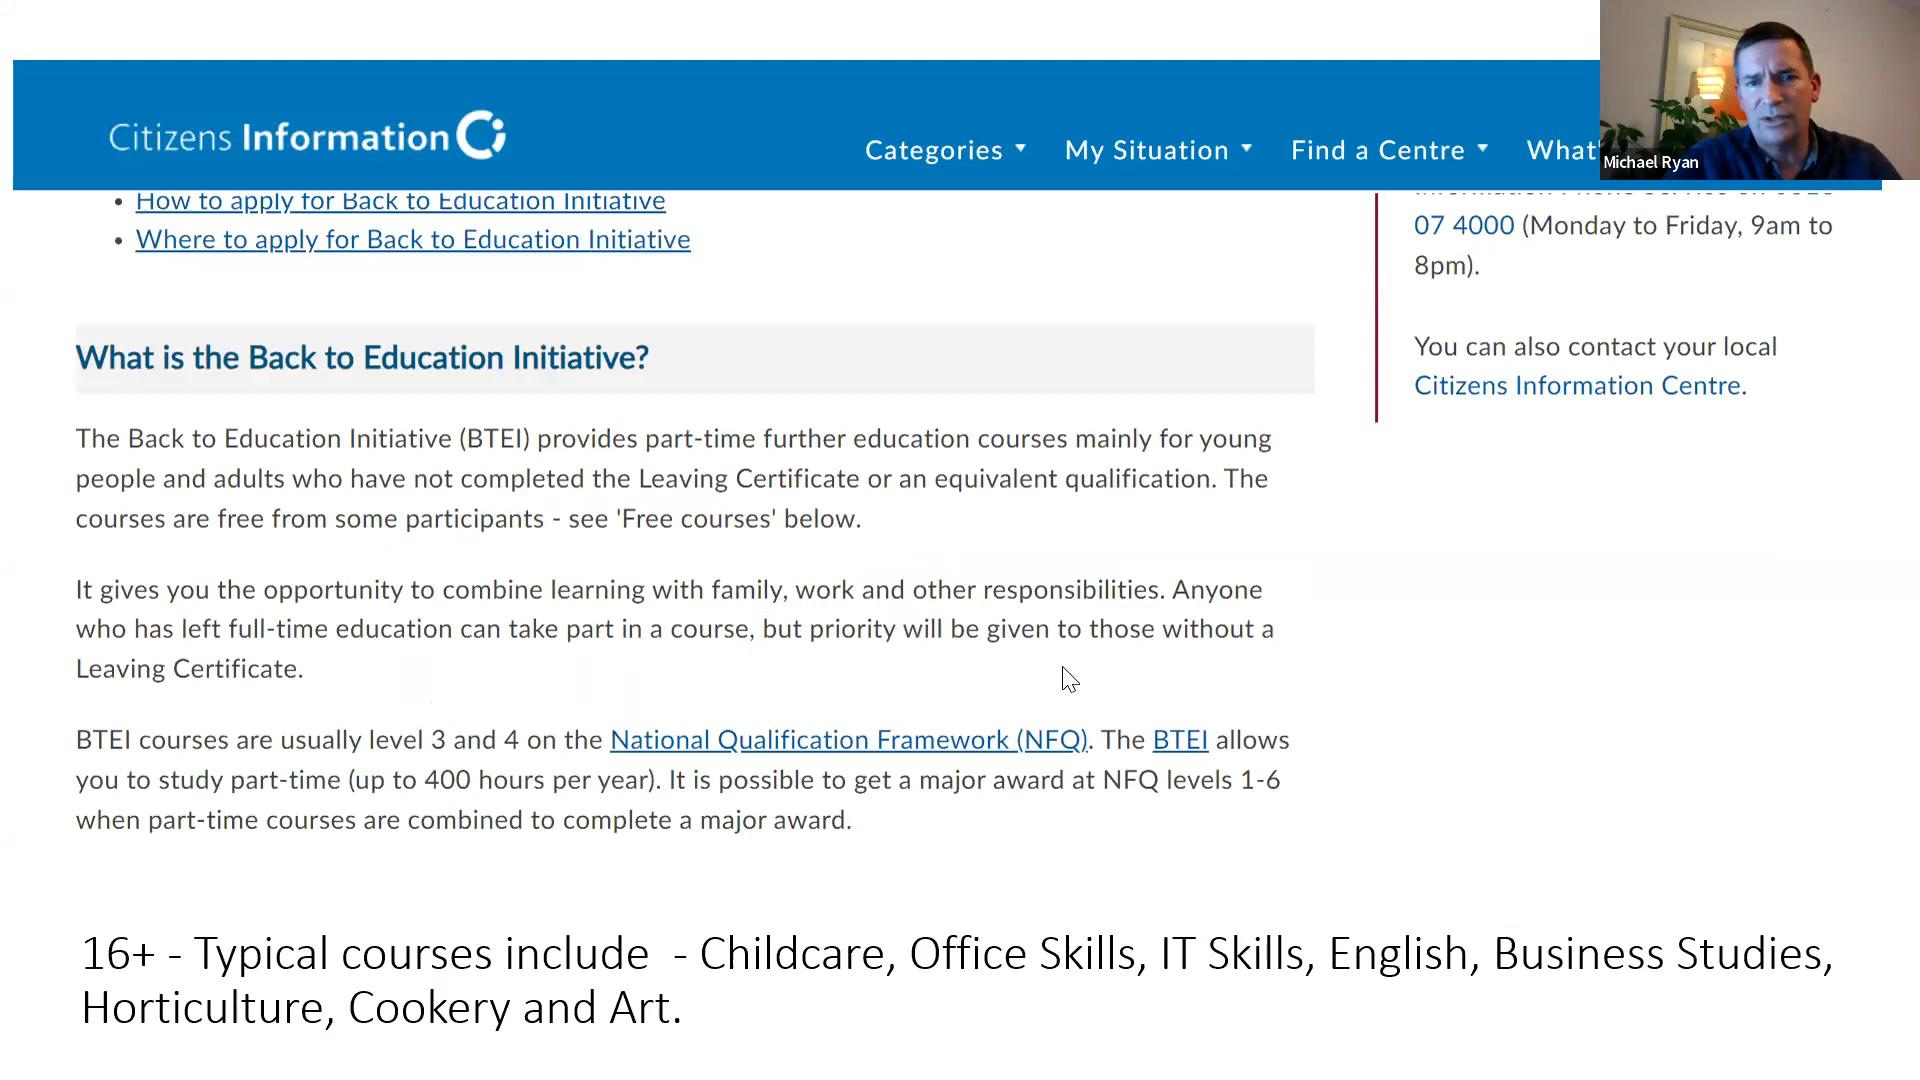 Citizens Information
Categories My Situation Find a Centre What
Michael Ryan
How to apply for Back to Education Initiative
Where to apply for Back to Education Initiative
07 4000 (Monday to Friday, 9am to
8pm).
You can also contact your local
Citizens Information Centre.
What is the Back to Education Initiative?
The Back to Education Initiative (BTEI) provides part-time further education courses mainly for young
people and adults who have not completed the Leaving Certificate or an equivalent qualification. The
courses are free from some participants - see 'Free courses' below.
It gives you the opportunity to combine learning with family, work and other responsibilities. Anyone
who has left full-time education can take part in a course, but priority will be given to those without a
Leaving Certificate.
BTEI courses are usually level 3 and 4 on the National Qualification Framework (NFQ). The BTEI allows
you to study part-time (up to 400 hours per year). It is possible to get a major award at NFQ levels 1-6
when part-time courses are combined to complete a major award.
16+ - Typical courses include - Childcare, Office Skills, IT Skills, English, Business Studies,
Horticulture, Cookery and Art.